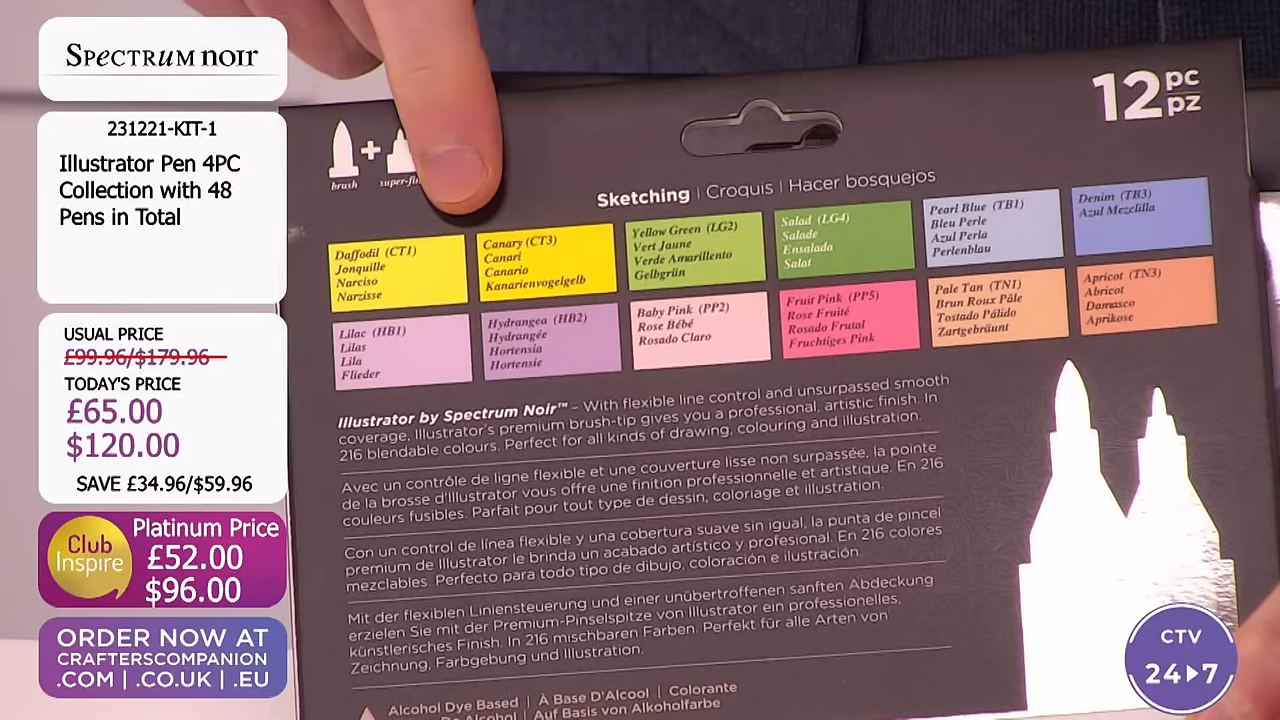 SPECTRUM NOIR
231221-KIT-1
Illustrator Pen 4PC
Collection with 48
Pens in Total
USUAL PRICE
£99.96/$179.96
TODAY'S PRICE
£65.00
$120.00
SAVE £34.96/$59.96
Club
Inspire
Platinum Price
£52.00
$96.00
ORDER NOW AT
CRAFTERSCOMPANION
.COM | .CO.UK | .EU
12 pc
pz
+
brush
Sketching | Croquis | Hacer bosquejos
Daffodil (CT1)
Jonquille
Narciso
Narzisse
Canary (CT3)
Canari
Canario
Kanarienvogelgelb
Yellow Green (LG2)
Vert Jaune
Verde Amarillento
Gelbgrün
Salad (LG4)
Salade
Ensalada
Salat
Pearl Blue (TB1)
Bleu Perle
Azul Perla
Perlenblau
Denim (TB3)
Azul Mezclilla
Lilac (HB1)
Lilas
Lila
Flieder
Hydrangea (HB2)
Hydrangée
Hortensia
Hortensie
Baby Pink (PP2)
Rose Bébé
Rosado Claro
Fruit Pink (PP5)
Rose Fruité
Rosado Frutal
Fruchtiges Pink
Pale Tan (TN1)
Brun Roux Pâle
Tostado Pálido
Zartgebräunt
Apricot (TN3)
Abricot
Damasco
Aprikose
Illustrator by Spectrum Noir™ – With flexible line control and unsurpassed smooth
coverage, Illustrator's premium brush-tip gives you a professional, artistic finish. In
216 blendable colours. Perfect for all kinds of drawing, colouring and illustration.
Avec un contrôle de ligne flexible et une couverture lisse non surpassée, la pointe
de la brosse d'Illustrator vous offre une finition professionnelle et artistique. En 216
couleurs fusibles. Parfait pour tout type de dessin, coloriage et illustration.
Con un control de línea flexible y una cobertura suave sin igual, la punta de pincel
premium de Illustrator le brinda un acabado artístico y profesional. En 216 colores
mezclables. Perfecto para todo tipo de dibujo, coloración e ilustración.
Mit der flexiblen Liniensteuerung und einer unübertroffenen sanften Abdeckung
erzielen Sie mit der Premium-Pinselspitze von Illustrator ein professionelles,
künstlerisches Finish. In 216 mischbaren Farben. Perfekt für alle Arten von
Zeichnung, Farbgebung und Illustration.
Alcohol Dye Based | À Base D'Alcool | Colorante
De Alcohol | Auf Basis von Alkoholfarbe
CTV
24▶7